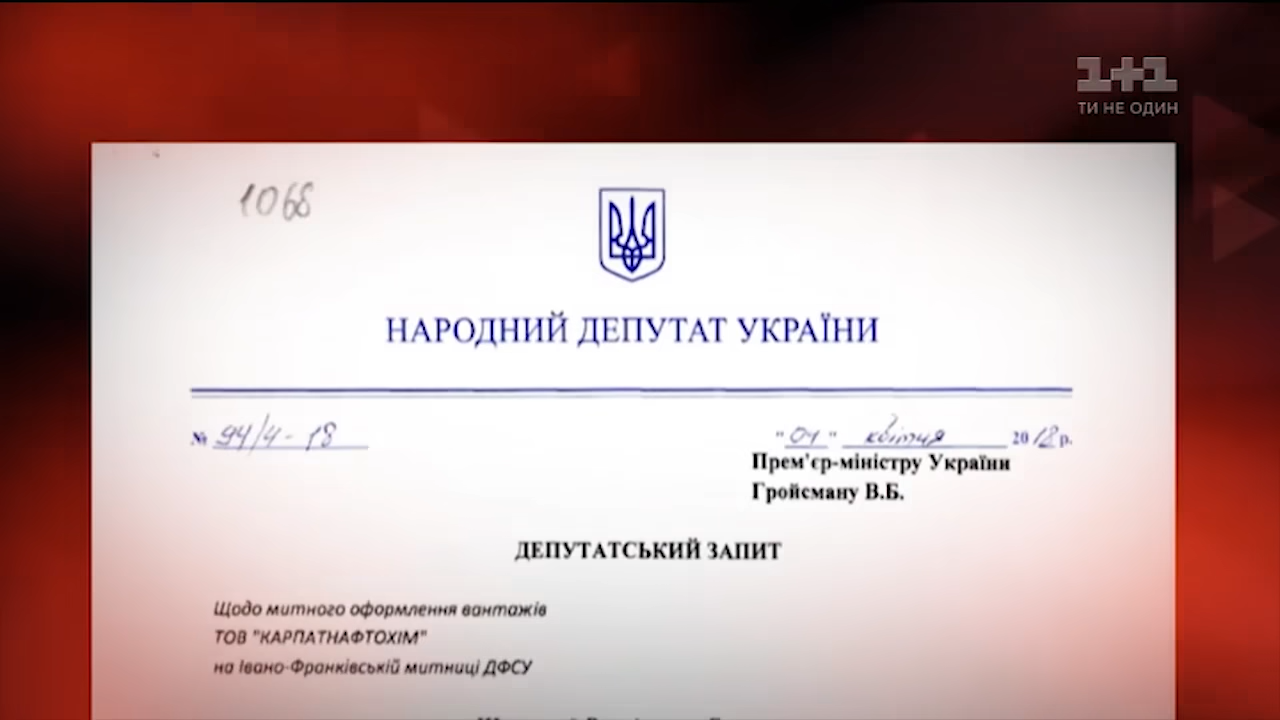 1+1
ТИ НЕ ОДИН
1068
НАРОДНИЙ ДЕПУТАТ УКРАЇНИ
№ 94/4-18 "04" квітня 2018р.
Прем'єр-міністру України
Гройсману В.Б.
ДЕПУТАТСЬКИЙ ЗАПИТ
Щодо митного оформлення вантажів
ТОВ "КАРПАТНАФТОХІМ"
на Івано-Франківській митниці ДФСУ